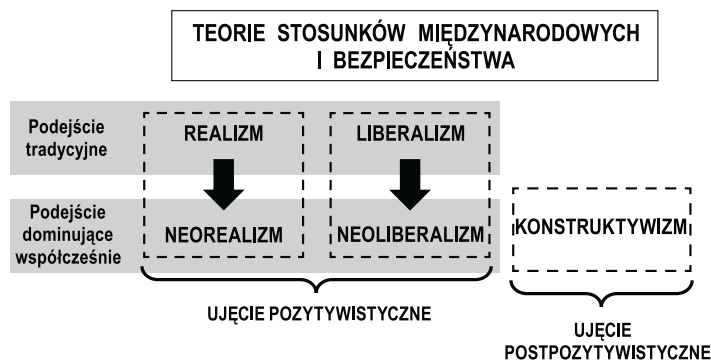 TEORIE STOSUNKÓW MIĘDZYNARODOWYCH
I BEZPIECZEŃSTWA
Podejście
tradycyjne
REALIZM
LIBERALIZM
Podejście
dominujące
współcześnie
NEOREALIZM
NEOLIBERALIZM
KONSTRUKTYWIZM
UJĘCIE POZYTYWISTYCZNE
UJĘCIE
POSTPOZYTYWISTYCZNE